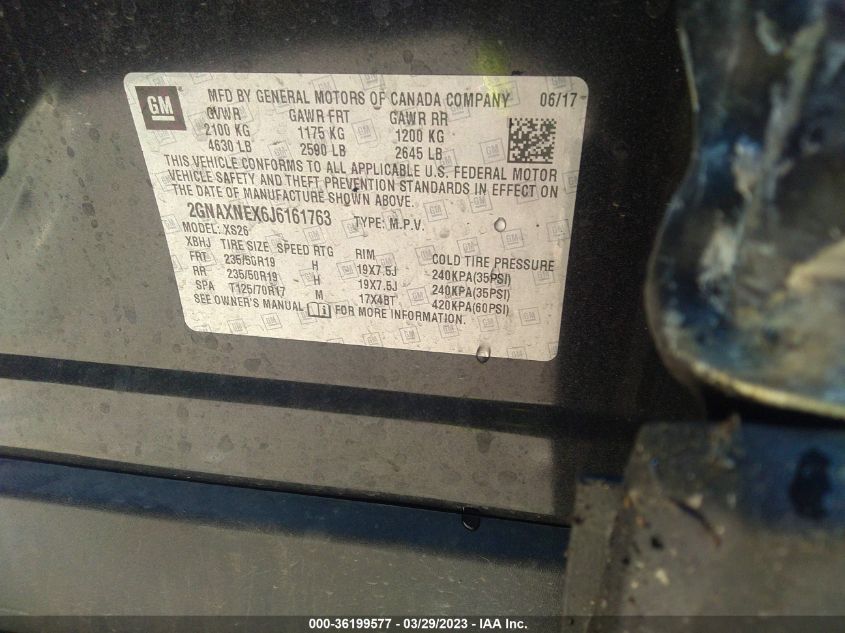 GM
MFD BY GENERAL MOTORS OF CANADA COMPANY 06/17
GVWR GAWR FRT GAWR RR
2100 KG 1175 KG 1200 KG
4630 LB 2590 LB 2645 LB
THIS VEHICLE CONFORMS TO ALL APPLICABLE U.S. FEDERAL MOTOR
VEHICLE SAFETY AND THEFT PREVENTION STANDARDS IN EFFECT ON
THE DATE OF MANUFACTURE SHOWN ABOVE.
2GNAXNEX6J6161763 TYPE: M.P.V.
MODEL: XS26
XBHJ TIRE SIZE SPEED RTG RIM COLD TIRE PRESSURE
FRT 235/50R19 H 19X7.5J 240KPA(35PSI)
RR 235/50R19 H 19X7.5J 240KPA(35PSI)
SPA T125/70R17 M 17X4BT 420KPA(60PSI)
SEE OWNER'S MANUAL FOR MORE INFORMATION.
000-36199577 - 03/29/2023 - IAA Inc.